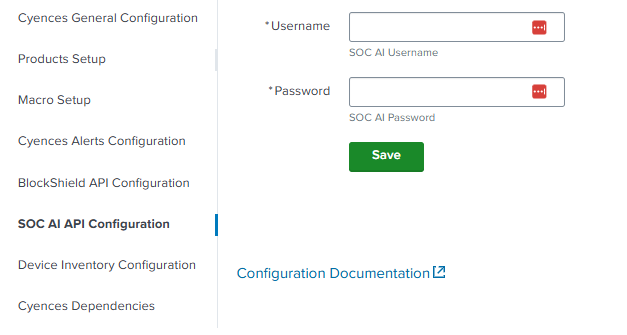 Cyences General Configuration
Products Setup
Macro Setup
Cyences Alerts Configuration
BlockShield API Configuration
SOC AI API Configuration
Device Inventory Configuration
Cyences Dependencies
*Username
SOC AI Username
*Password
SOC AI Password
Save
Configuration Documentation